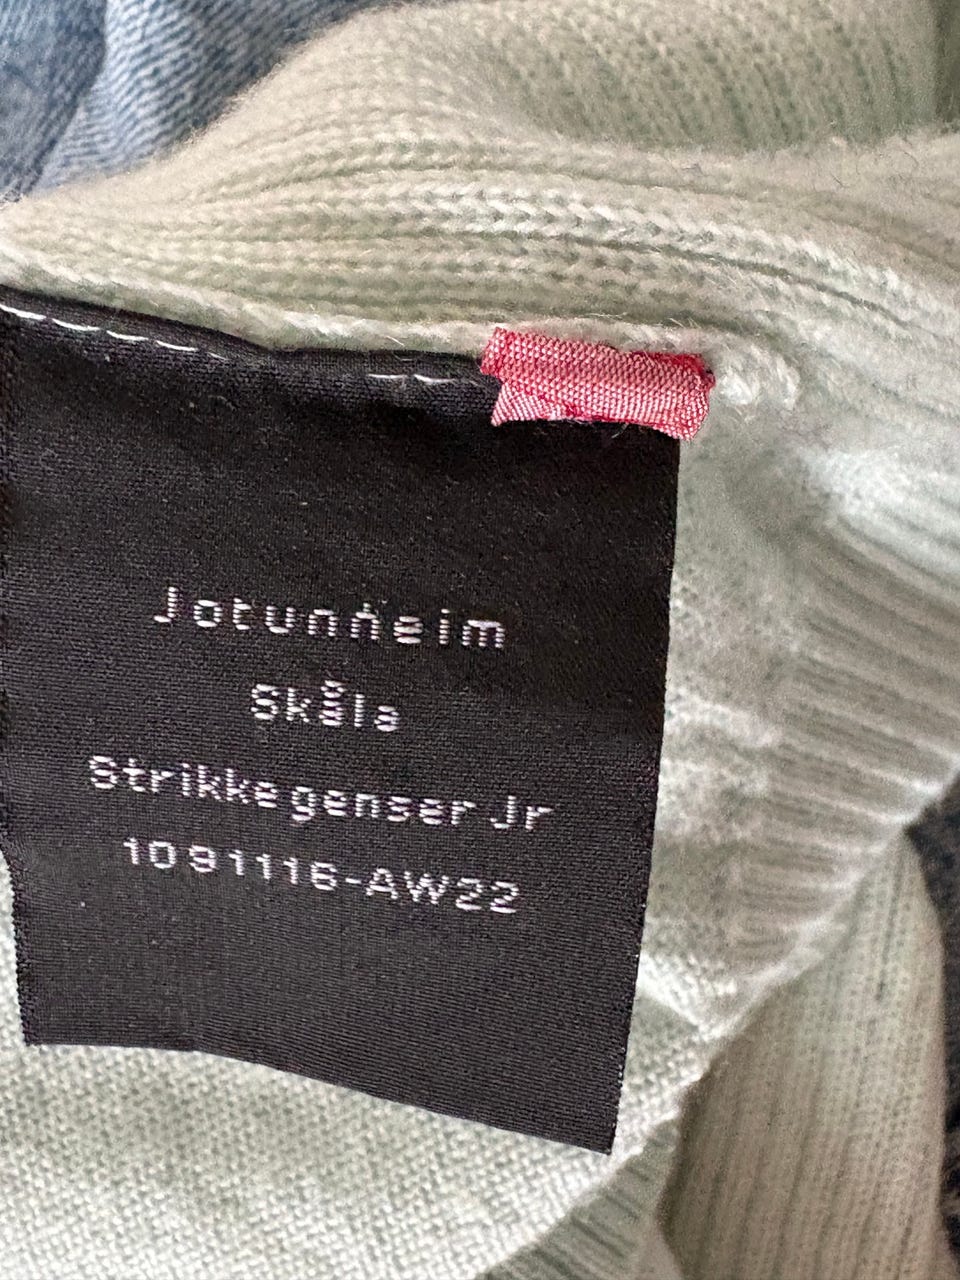 Jotunheim
Skåla
Strikkegenser Jr
1091116-AW22